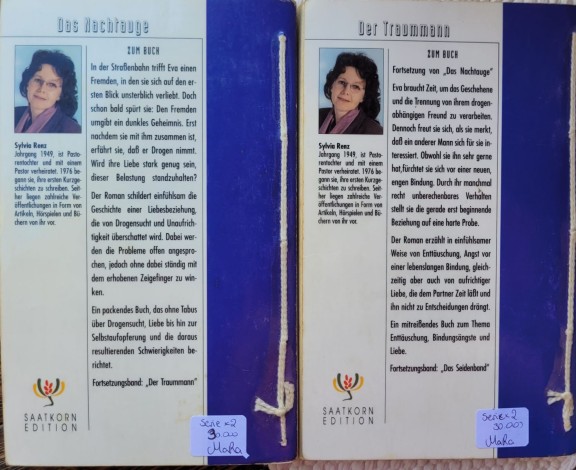 Das Nachtauge
ZUM BUCH
In der Straßenbahn trifft Eva einen
Fremden, in den sie sich auf den er-
sten Blick unsterblich verliebt. Doch
schon bald spürt sie: Den Fremden
umgibt ein dunkles Geheimnis. Erst
nachdem sie mit ihm zusammen ist,
erfährt sie, daß er Drogen nimmt.
Wird ihre Liebe stark genug sein,
dieser Belastung standzuhalten?
Der Roman schildert einfühlsam die
Geschichte einer Liebesbeziehung,
die von Drogensucht und Unaufrich-
tigkeit überschattet wird. Dabei wer-
den die Probleme offen angespro-
chen, jedoch ohne dabei ständig mit
dem erhobenen Zeigefinger zu win-
ken.
Ein packendes Buch, das ohne Tabus
über Drogensucht, Liebe bis hin zur
Selbstaufopferung und die daraus
resultierenden Schwierigkeiten be-
richtet.
Fortsetzungsband: „Der Traummann"
Sylvia Renz
Jahrgang 1949, ist Pasto-
rentochter und mit einem
Pastor verheiratet. 1976 be-
gann sie, ihre ersten Kurzge-
schichten zu schreiben. Seit-
her liegen zahlreiche Ver-
öffentlichungen in Form von
Artikeln, Hörspielen und Bü-
chern von ihr vor.
SAATKORN
EDITION
Serie x2
30.000
MaRa
Der Traummann
ZUM BUCH
Fortsetzung von „Das Nachtauge"
Eva braucht Zeit, um das Geschehene
und die Trennung von ihrem drogen-
abhängigen Freund zu verarbeiten.
Dennoch freut sie sich, als sie merkt,
daß ein anderer Mann sich für sie in-
teressiert. Obwohl sie ihn sehr gerne
hat, fürchtet sie sich vor einer neuen,
engen Bindung. Durch ihr manchmal
recht unberechenbares Verhalten
stellt sie die gerade erst beginnende
Beziehung auf eine harte Probe.
Der Roman erzählt in einfühlsamer
Weise von Enttäuschung, Angst vor
einer lebenslangen Bindung, gleich-
zeitig aber auch von aufrichtiger
Liebe, die dem Partner Zeit läßt und
ihn nicht zu Entscheidungen drängt.
Ein mitreißendes Buch zum Thema
Enttäuschung, Bindungsängste und
Liebe.
Fortsetzungsband: „Das Seidenband"
Sylvia Renz
Jahrgang 1949, ist Pasto-
rentochter und mit einem
Pastor verheiratet. 1976 be-
gann sie, ihre ersten Kurzge-
schichten zu schreiben. Seit-
her liegen zahlreiche Ver-
öffentlichungen in Form von
Artikeln, Hörspielen und Bü-
chern von ihr vor.
SAATKORN
EDITION
Serie x2
30.000
MaRa